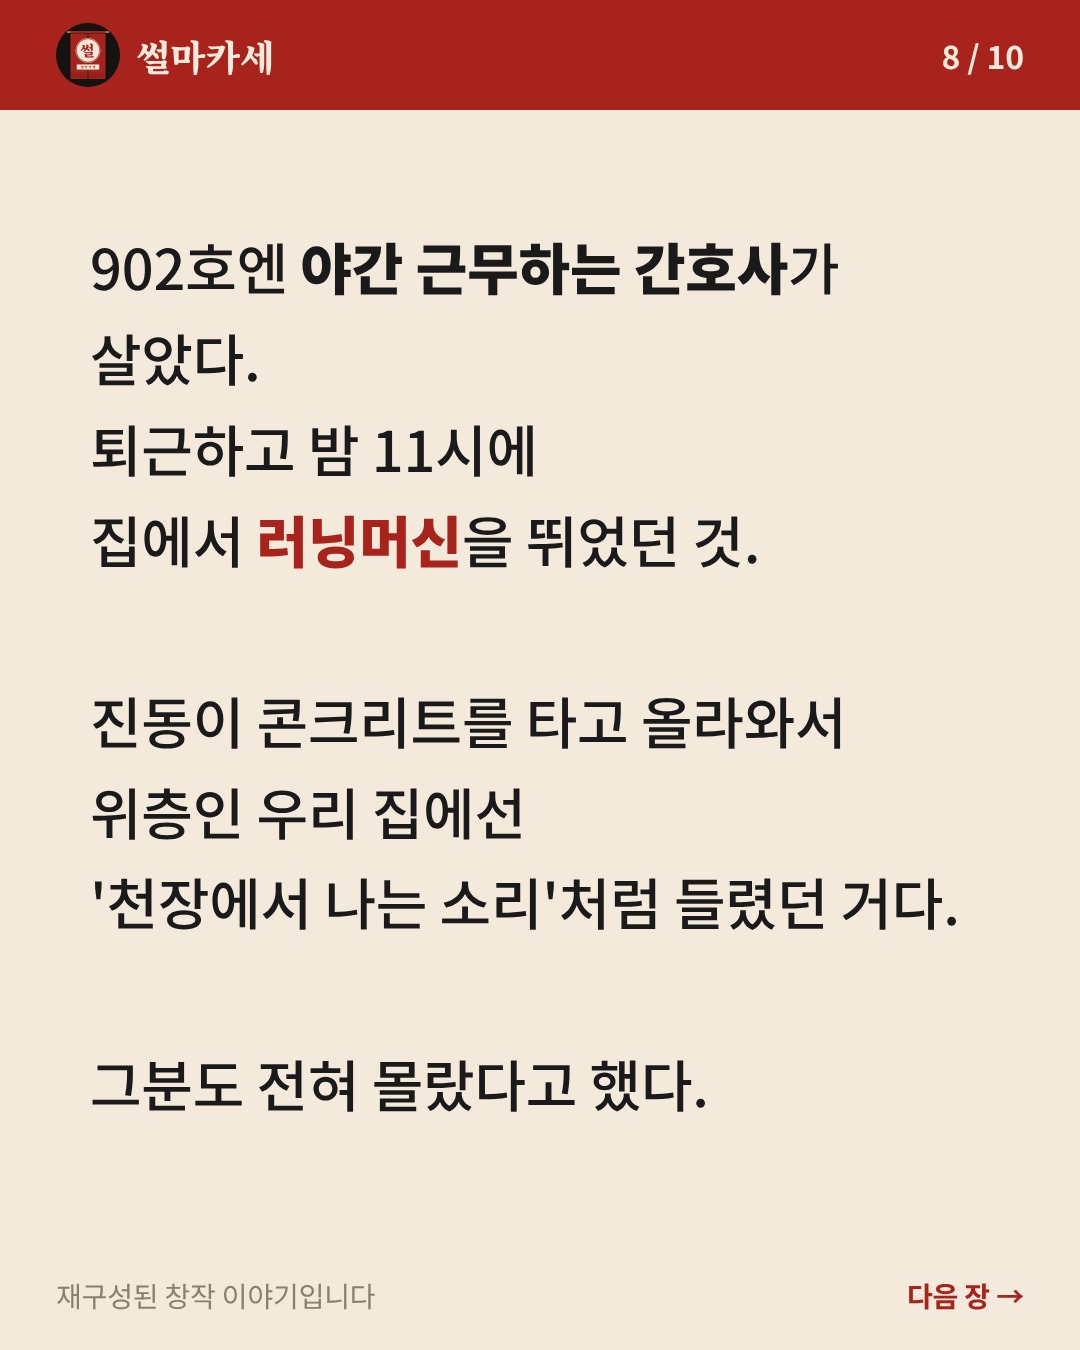 썰
썰마카세
8 / 10
902호엔 야간 근무하는 간호사가
살았다.
퇴근하고 밤 11시에
집에서 러닝머신을 뛰었던 것.
진동이 콘크리트를 타고 올라와서
위층인 우리 집에선
'천장에서 나는 소리'처럼 들렸던 거다.
그분도 전혀 몰랐다고 했다.
재구성된 창작 이야기입니다
다음 장 →